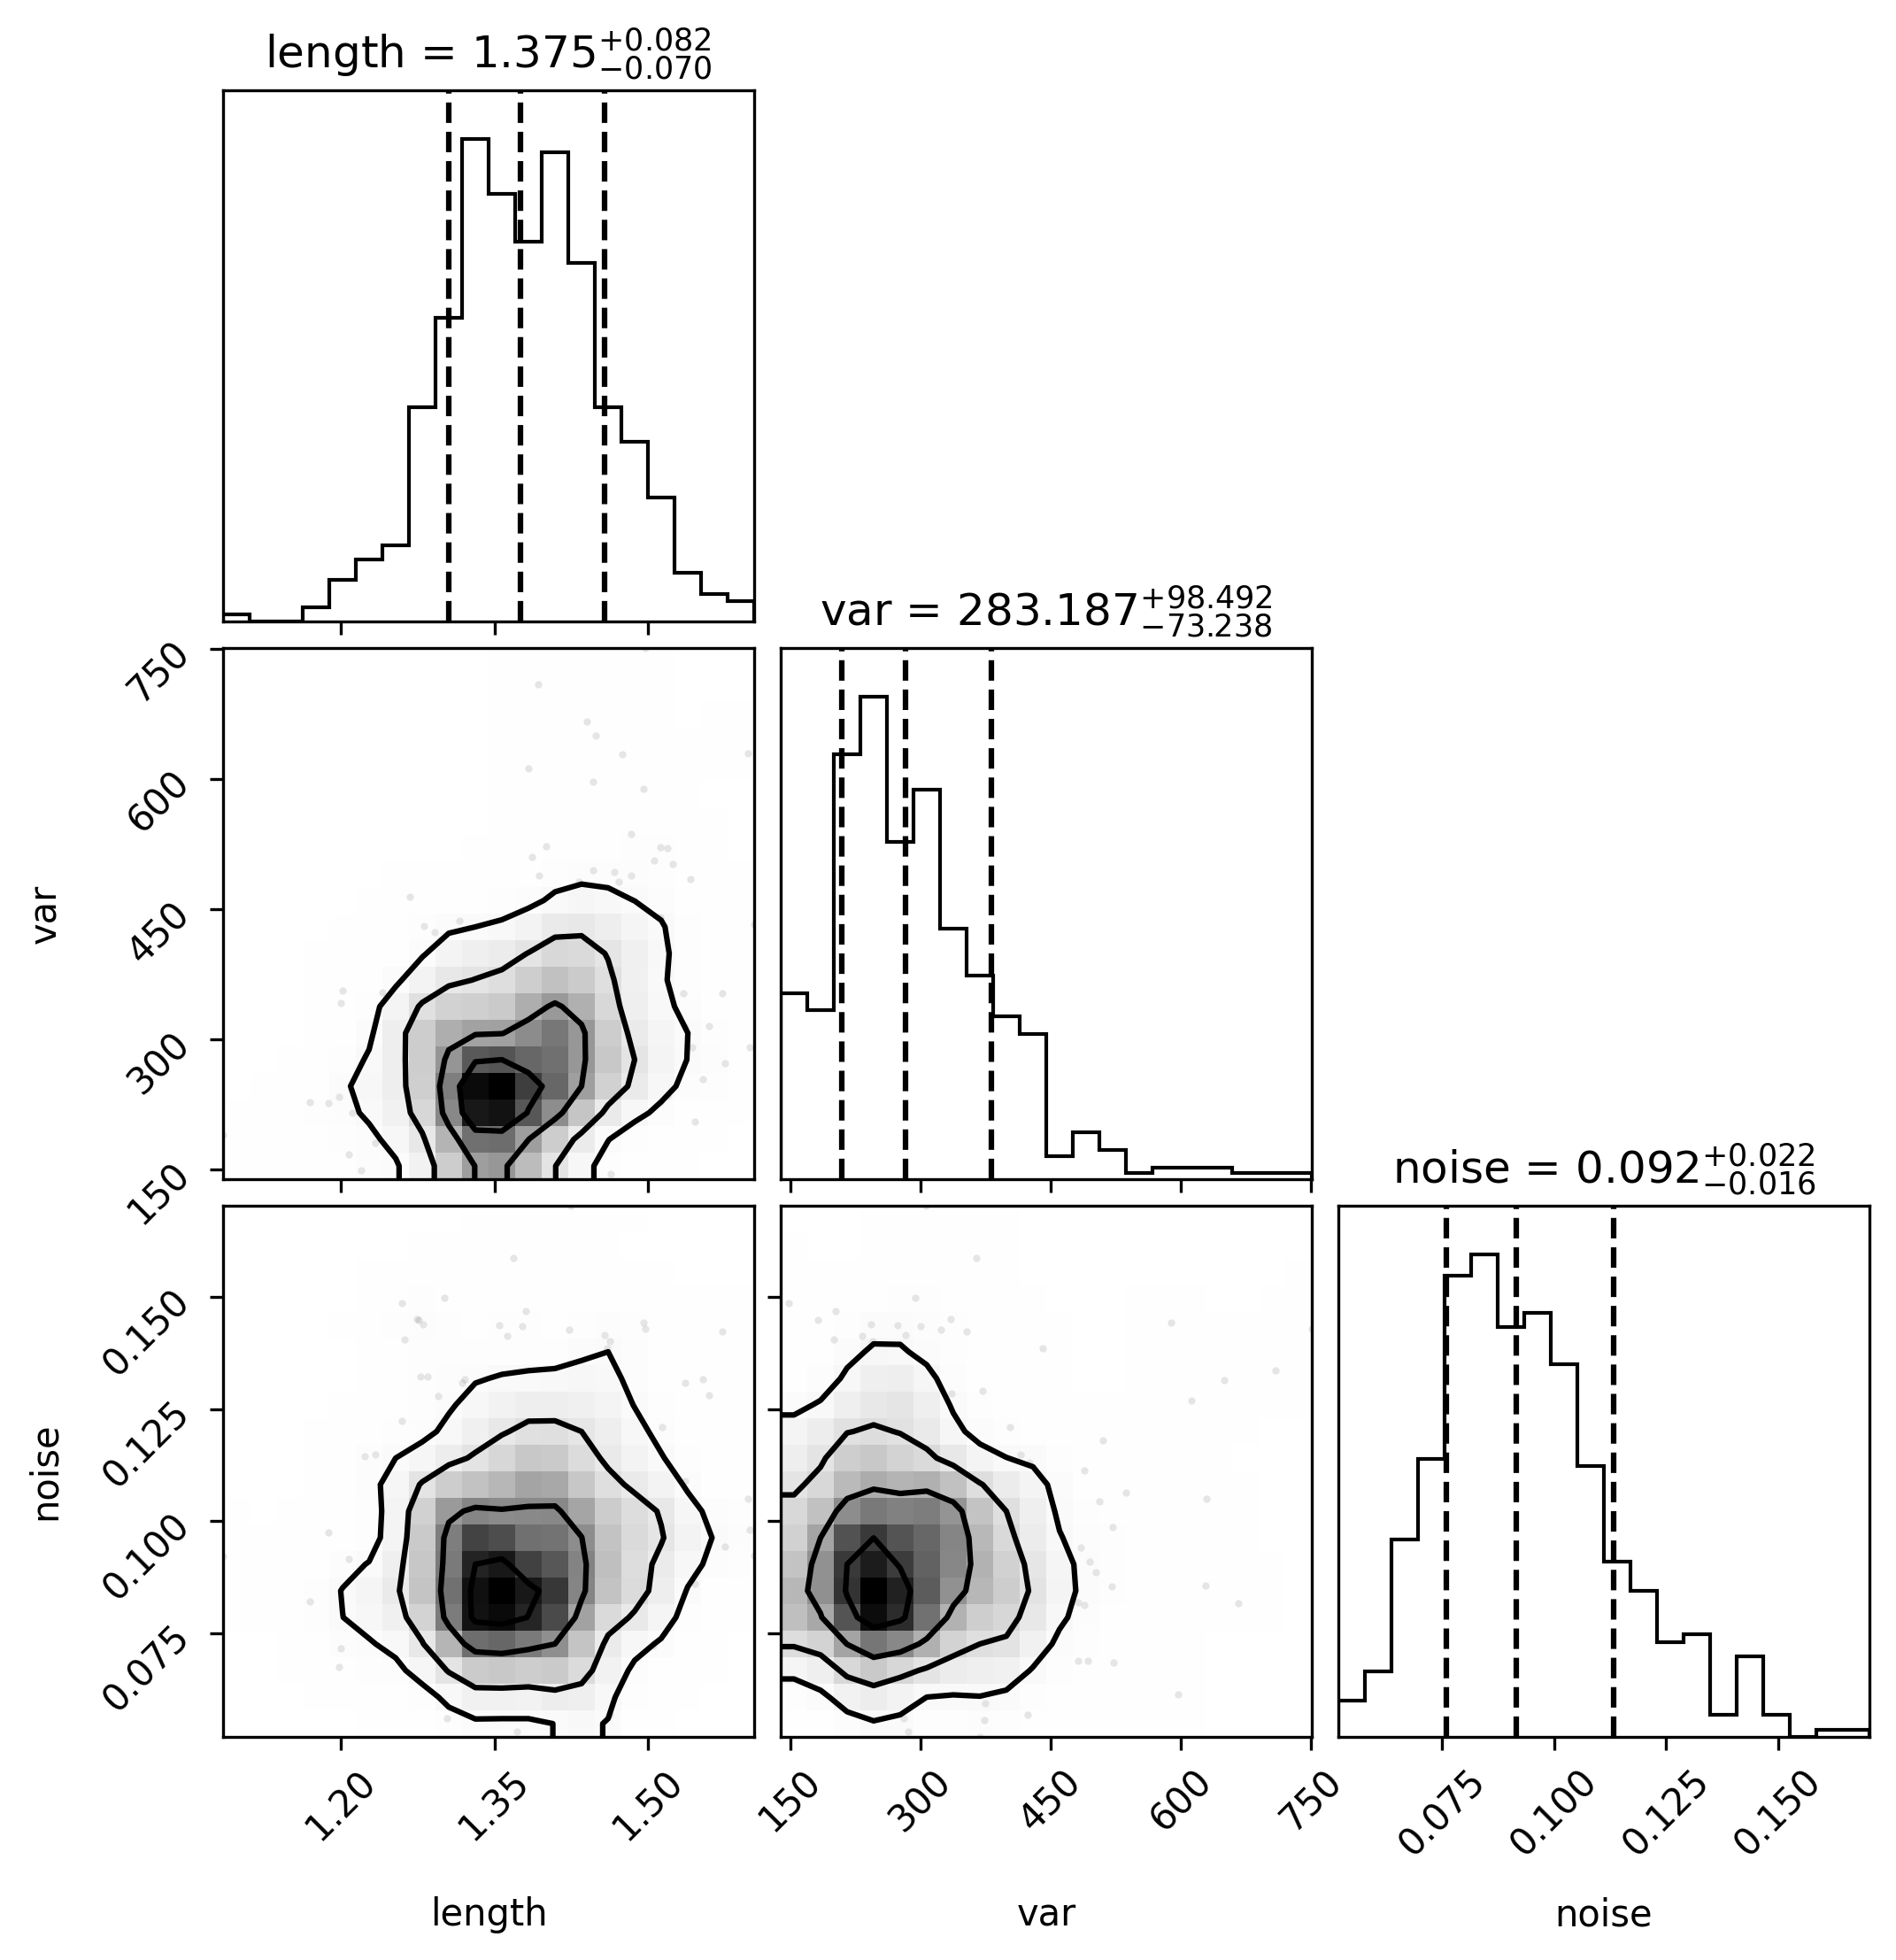 length = 1.375 +0.082 −0.070
var = 283.187 +98.492 −73.238
750
600
450
300
150
var
noise = 0.092 +0.022 −0.016
0.150
0.125
0.100
0.075
noise
1.20 1.35 1.50 150 300 450 600 750 0.075 0.100 0.125 0.150
length var noise